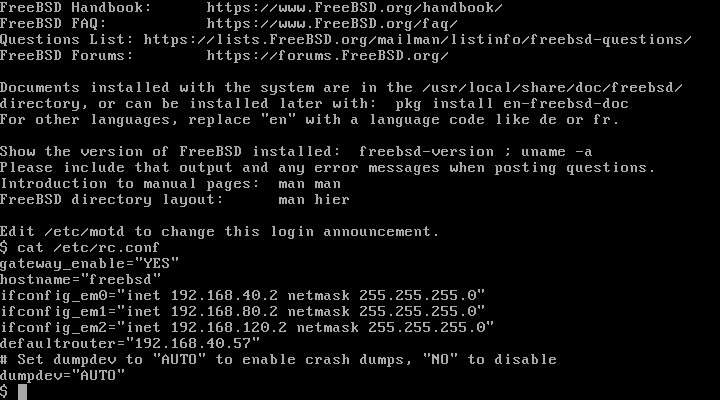 FreeBSD Handbook:      https://www.FreeBSD.org/handbook/
FreeBSD FAQ:           https://www.FreeBSD.org/faq/
Questions List: https://lists.FreeBSD.org/mailman/listinfo/freebsd-questions/
FreeBSD Forums:        https://forums.FreeBSD.org/

Documents installed with the system are in the /usr/local/share/doc/freebsd/
directory, or can be installed later with:  pkg install en-freebsd-doc
For other languages, replace "en" with a language code like de or fr.

Show the version of FreeBSD installed:  freebsd-version ; uname -a
Please include that output and any error messages when posting questions.
Introduction to manual pages:  man man
FreeBSD directory layout:      man hier

Edit /etc/motd to change this login announcement.
$ cat /etc/rc.conf
gateway_enable="YES"
hostname="freebsd"
ifconfig_em0="inet 192.168.40.2 netmask 255.255.255.0"
ifconfig_em1="inet 192.168.80.2 netmask 255.255.255.0"
ifconfig_em2="inet 192.168.120.2 netmask 255.255.255.0"
defaultrouter="192.168.40.57"
# Set dumpdev to "AUTO" to enable crash dumps, "NO" to disable
dumpdev="AUTO"
$